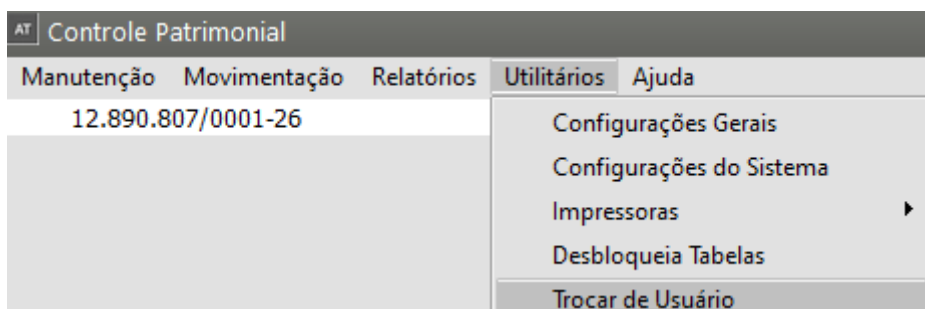 AT Controle Patrimonial
Manutenção Movimentação Relatórios Utilitários Ajuda
12.890.807/0001-26
Configurações Gerais
Configurações do Sistema
Impressoras
Desbloqueia Tabelas
Trocar de Usuário